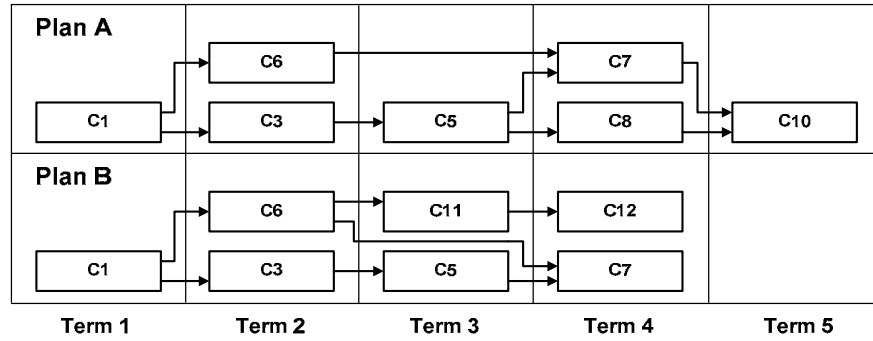 Plan A
C6
C7
C1
C3
C5
C8
C10
Plan B
C6
C11
C12
C1
C3
C5
C7
Term 1
Term 2
Term 3
Term 4
Term 5